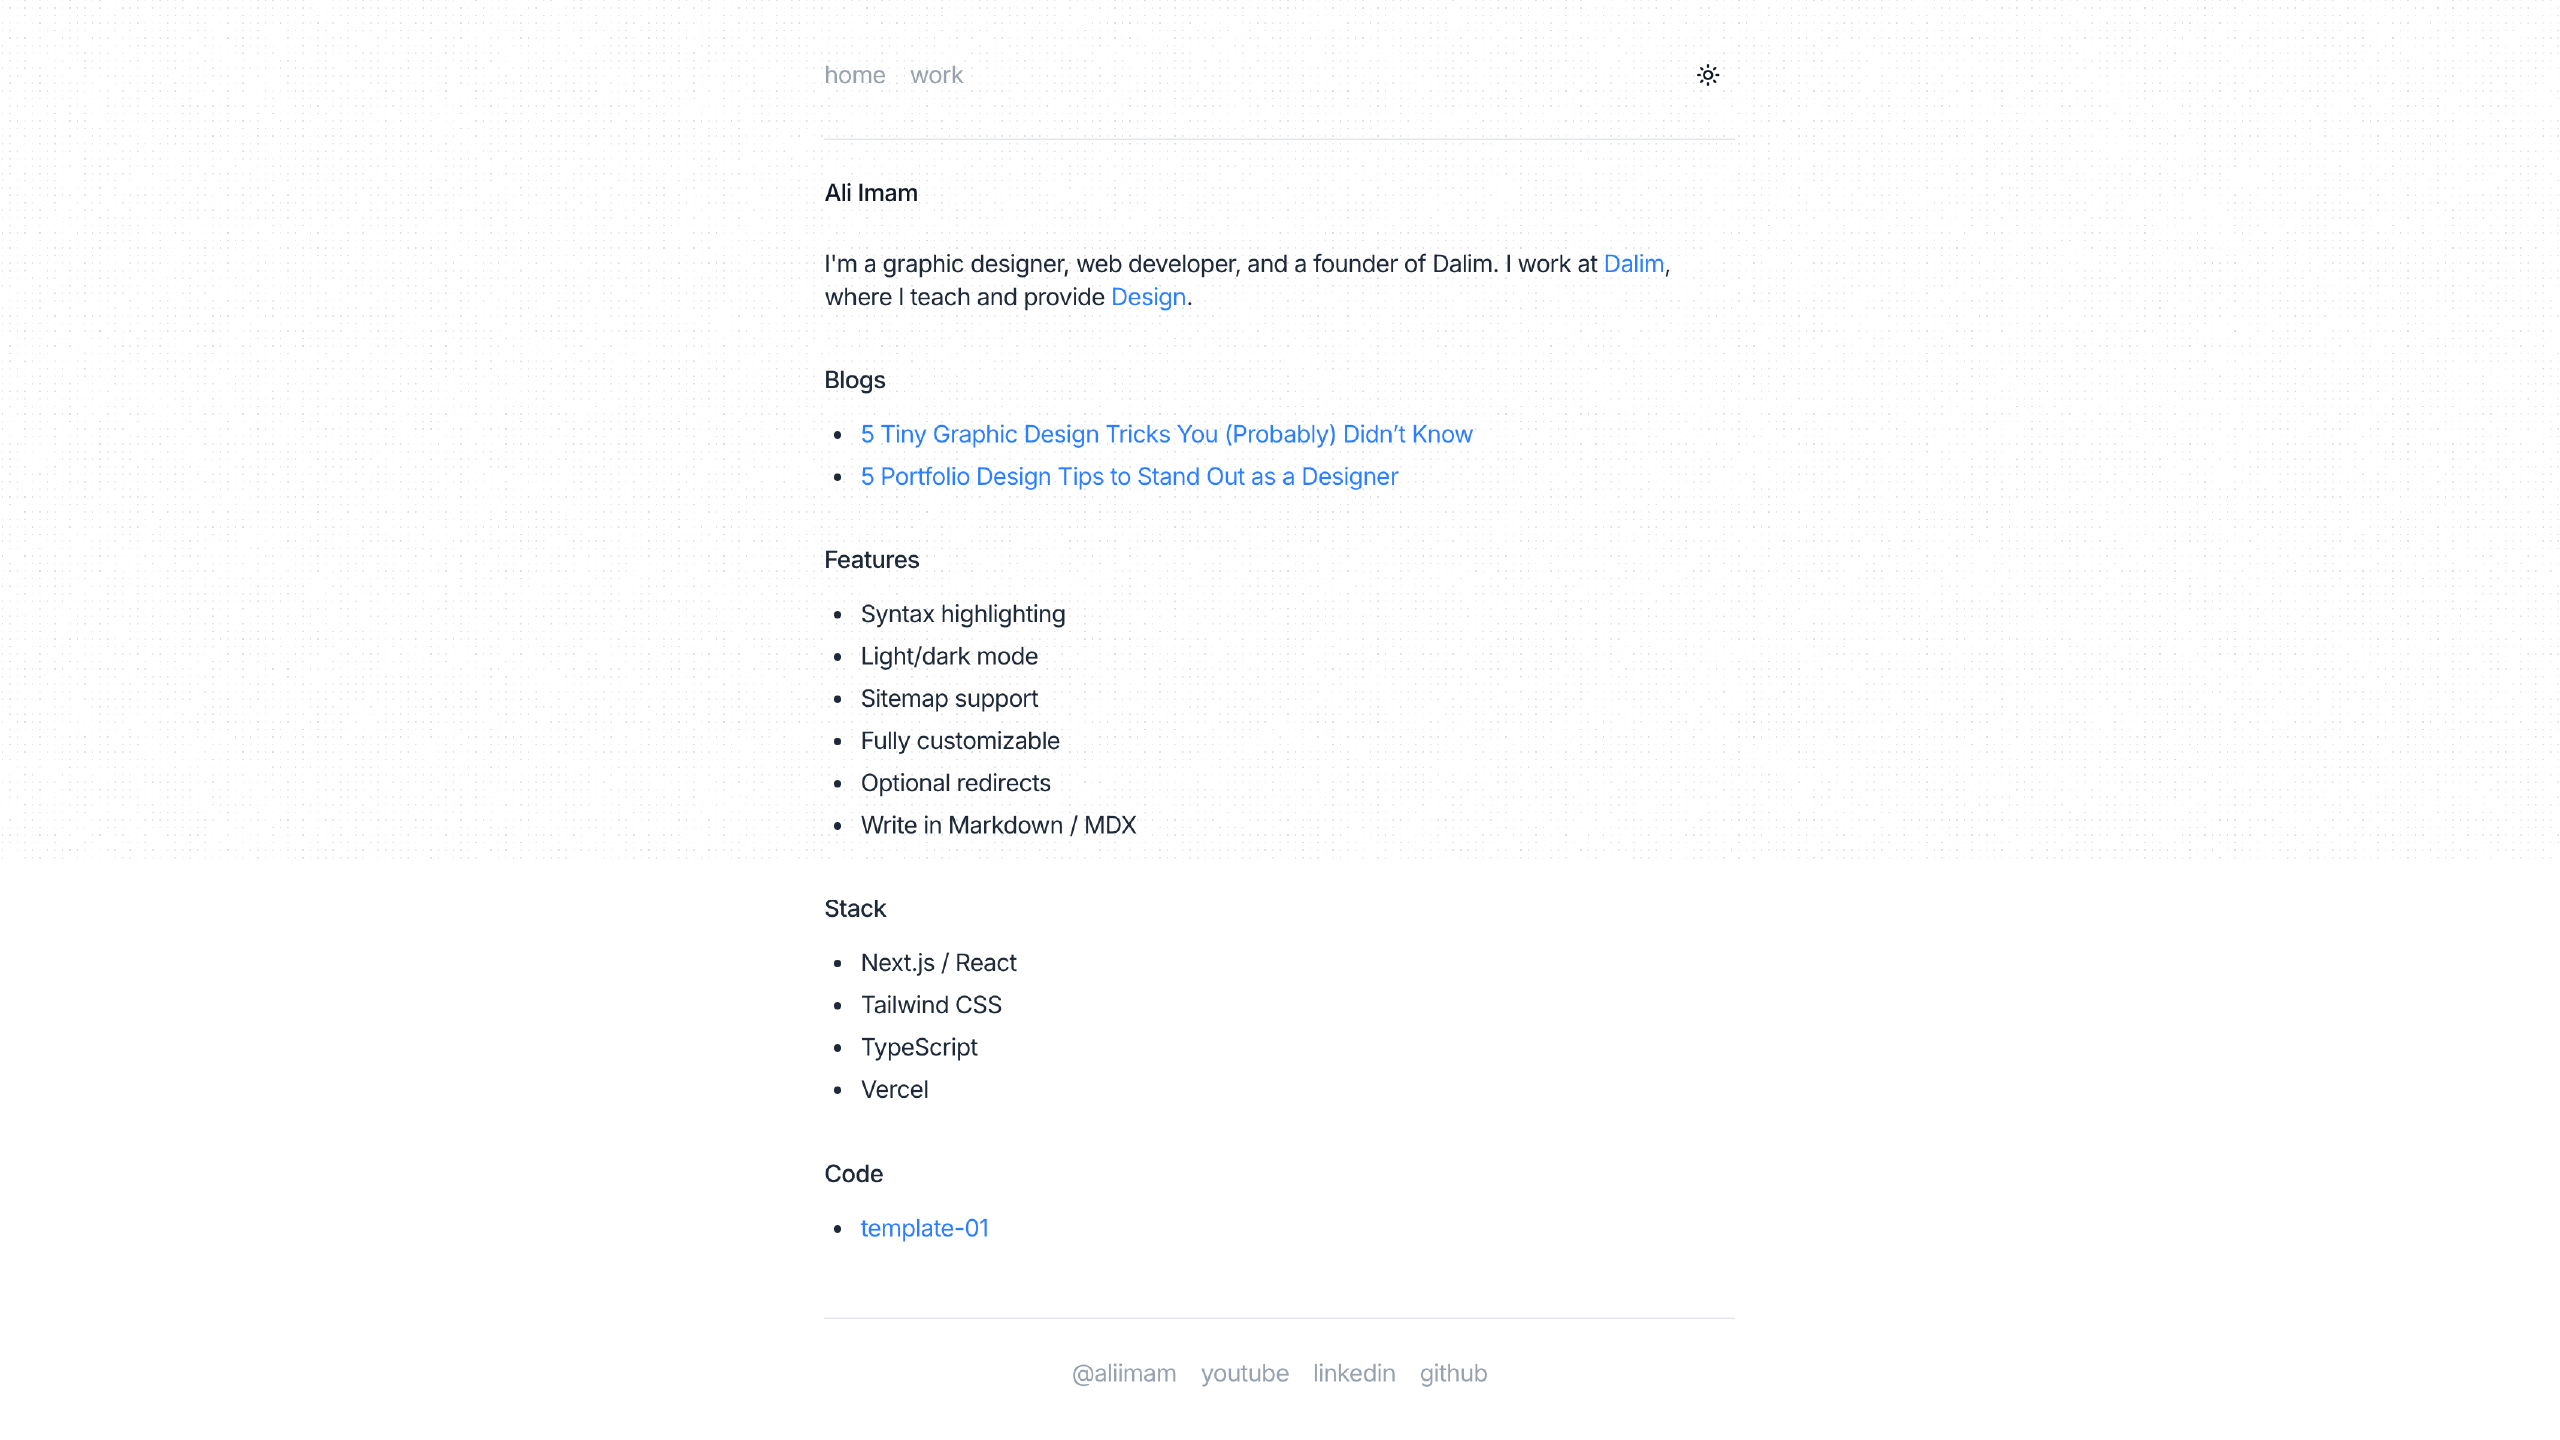 home work
Ali Imam
I'm a graphic designer, web developer, and a founder of Dalim. I work at Dalim,
where I teach and provide Design.
Blogs
• 5 Tiny Graphic Design Tricks You (Probably) Didn’t Know
• 5 Portfolio Design Tips to Stand Out as a Designer
Features
• Syntax highlighting
• Light/dark mode
• Sitemap support
• Fully customizable
• Optional redirects
• Write in Markdown / MDX
Stack
• Next.js / React
• Tailwind CSS
• TypeScript
• Vercel
Code
• template-01
@aliimam youtube linkedin github